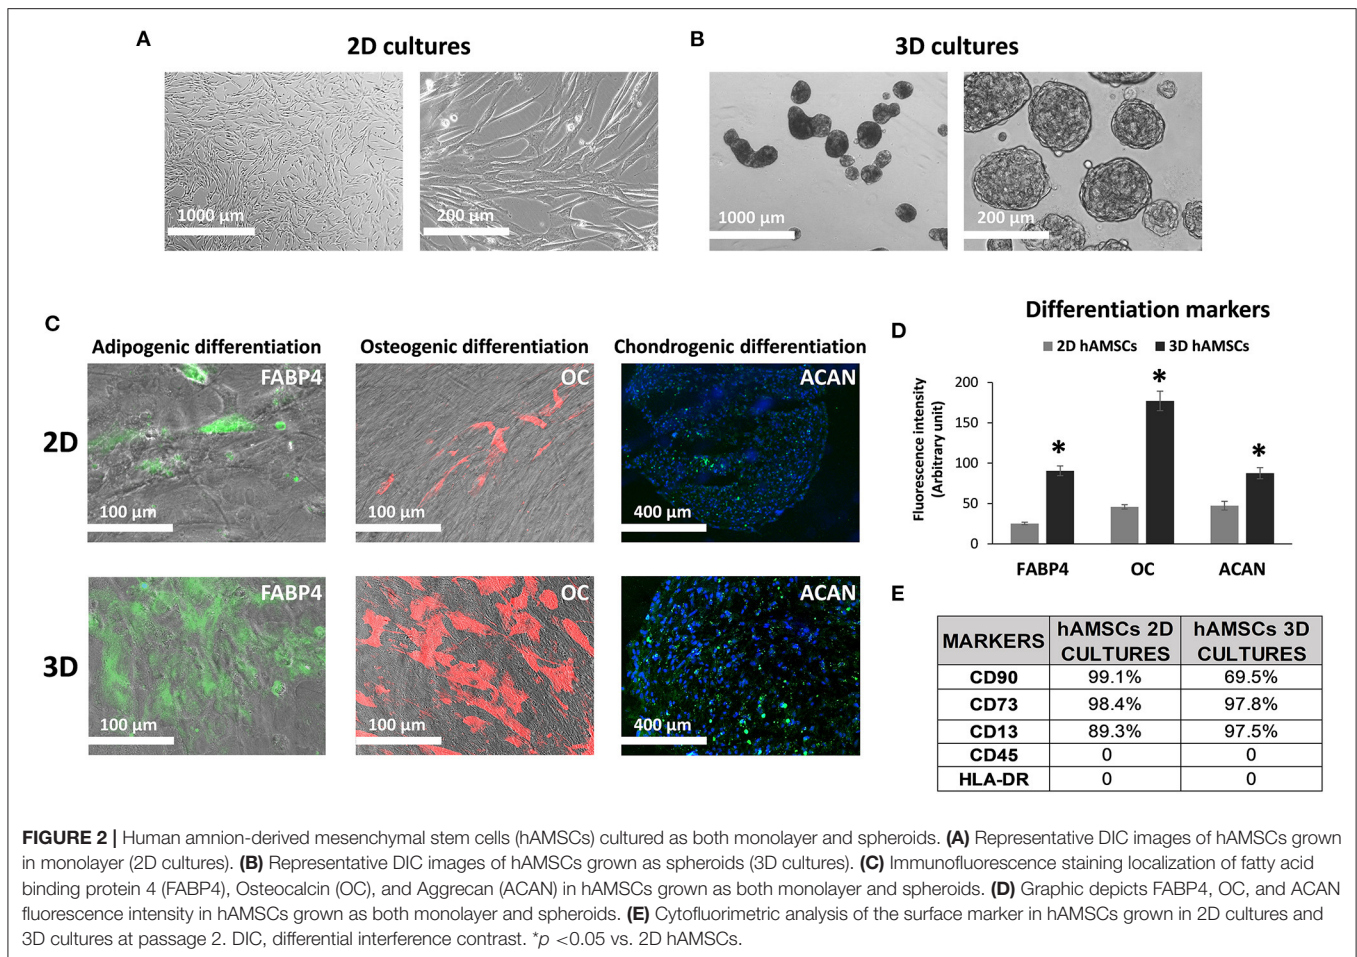 A
2D cultures
1000 µm
200 µm
B
3D cultures
1000 µm
200 µm
C
Adipogenic differentiation
Osteogenic differentiation
Chondrogenic differentiation
2D
FABP4
100 µm
OC
100 µm
ACAN
400 µm
3D
FABP4
100 µm
OC
100 µm
ACAN
400 µm
D
Differentiation markers
2D hAMSCs
3D hAMSCs
Fluorescence intensity
(Arbitrary unit)
200
150
100
50
0
*
*
*
FABP4
OC
ACAN
E
MARKERS hAMSCs 2D CULTURES hAMSCs 3D CULTURES
CD90 99.1% 69.5%
CD73 98.4% 97.8%
CD13 89.3% 97.5%
CD45 0 0
HLA-DR 0 0
FIGURE 2 | Human amnion-derived mesenchymal stem cells (hAMSCs) cultured as both monolayer and spheroids. (A) Representative DIC images of hAMSCs grown
in monolayer (2D cultures). (B) Representative DIC images of hAMSCs grown as spheroids (3D cultures). (C) Immunofluorescence staining localization of fatty acid
binding protein 4 (FABP4), Osteocalcin (OC), and Aggrecan (ACAN) in hAMSCs grown as both monolayer and spheroids. (D) Graphic depicts FABP4, OC, and ACAN
fluorescence intensity in hAMSCs grown as both monolayer and spheroids. (E) Cytofluorimetric analysis of the surface marker in hAMSCs grown in 2D cultures and
3D cultures at passage 2. DIC, differential interference contrast. *p <0.05 vs. 2D hAMSCs.